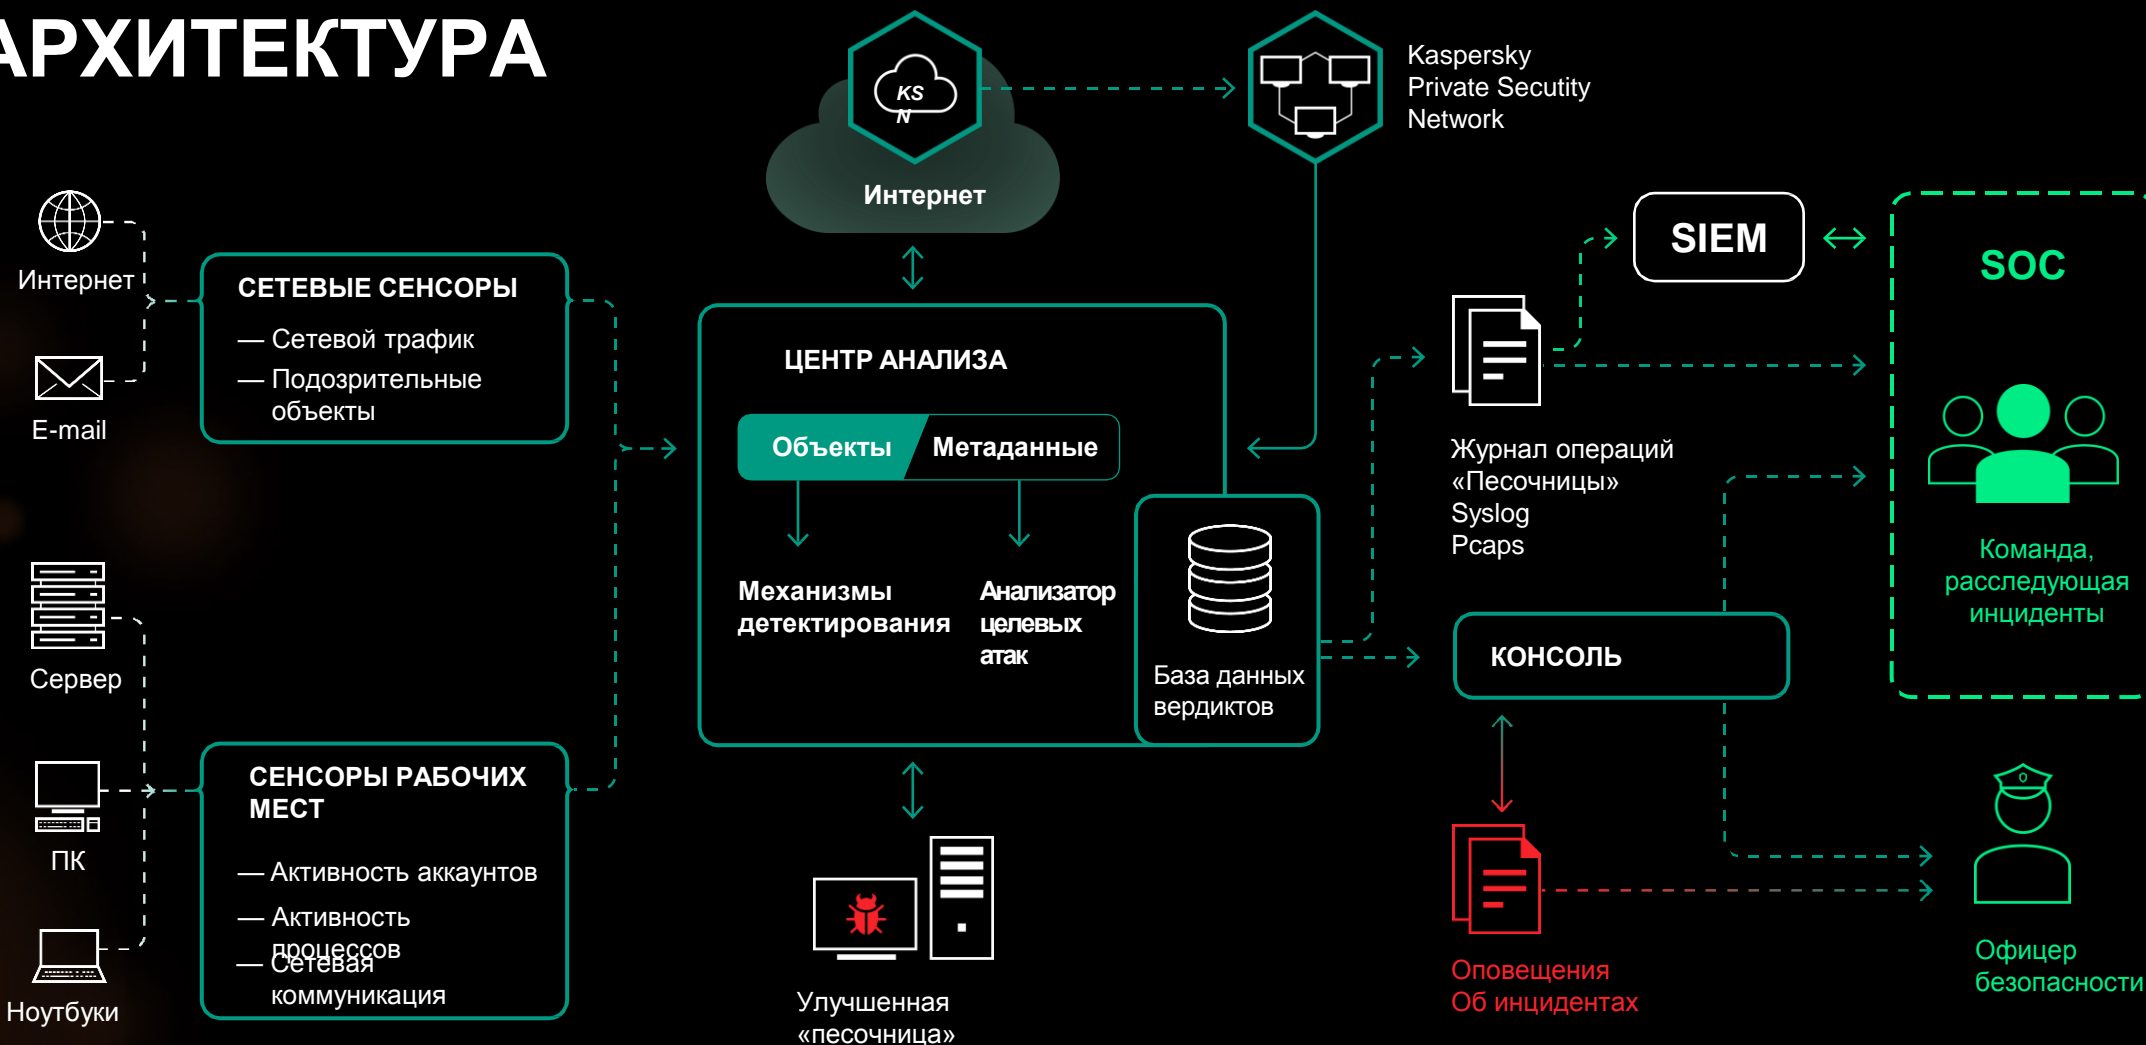 АРХИТЕКТУРА
KS
N
Интернет
Kaspersky
Private Secutity
Network
Интернет
E-mail
СЕТЕВЫЕ СЕНСОРЫ
— Сетевой трафик
— Подозрительные
объекты
Сервер
ПК
Ноутбуки
СЕНСОРЫ РАБОЧИХ
МЕСТ
— Активность аккаунтов
— Активность
процессов
— Сетевая
коммуникация
ЦЕНТР АНАЛИЗА
Объекты
Метаданные
Механизмы
детектирования
Анализатор
целевых
атак
База данных
вердиктов
Улучшенная
«песочница»
SIEM
Журнал операций
«Песочницы»
Syslog
Pcaps
КОНСОЛЬ
Оповещения
Об инцидентах
SOC
Команда,
расследующая
инциденты
Офицер
безопасности